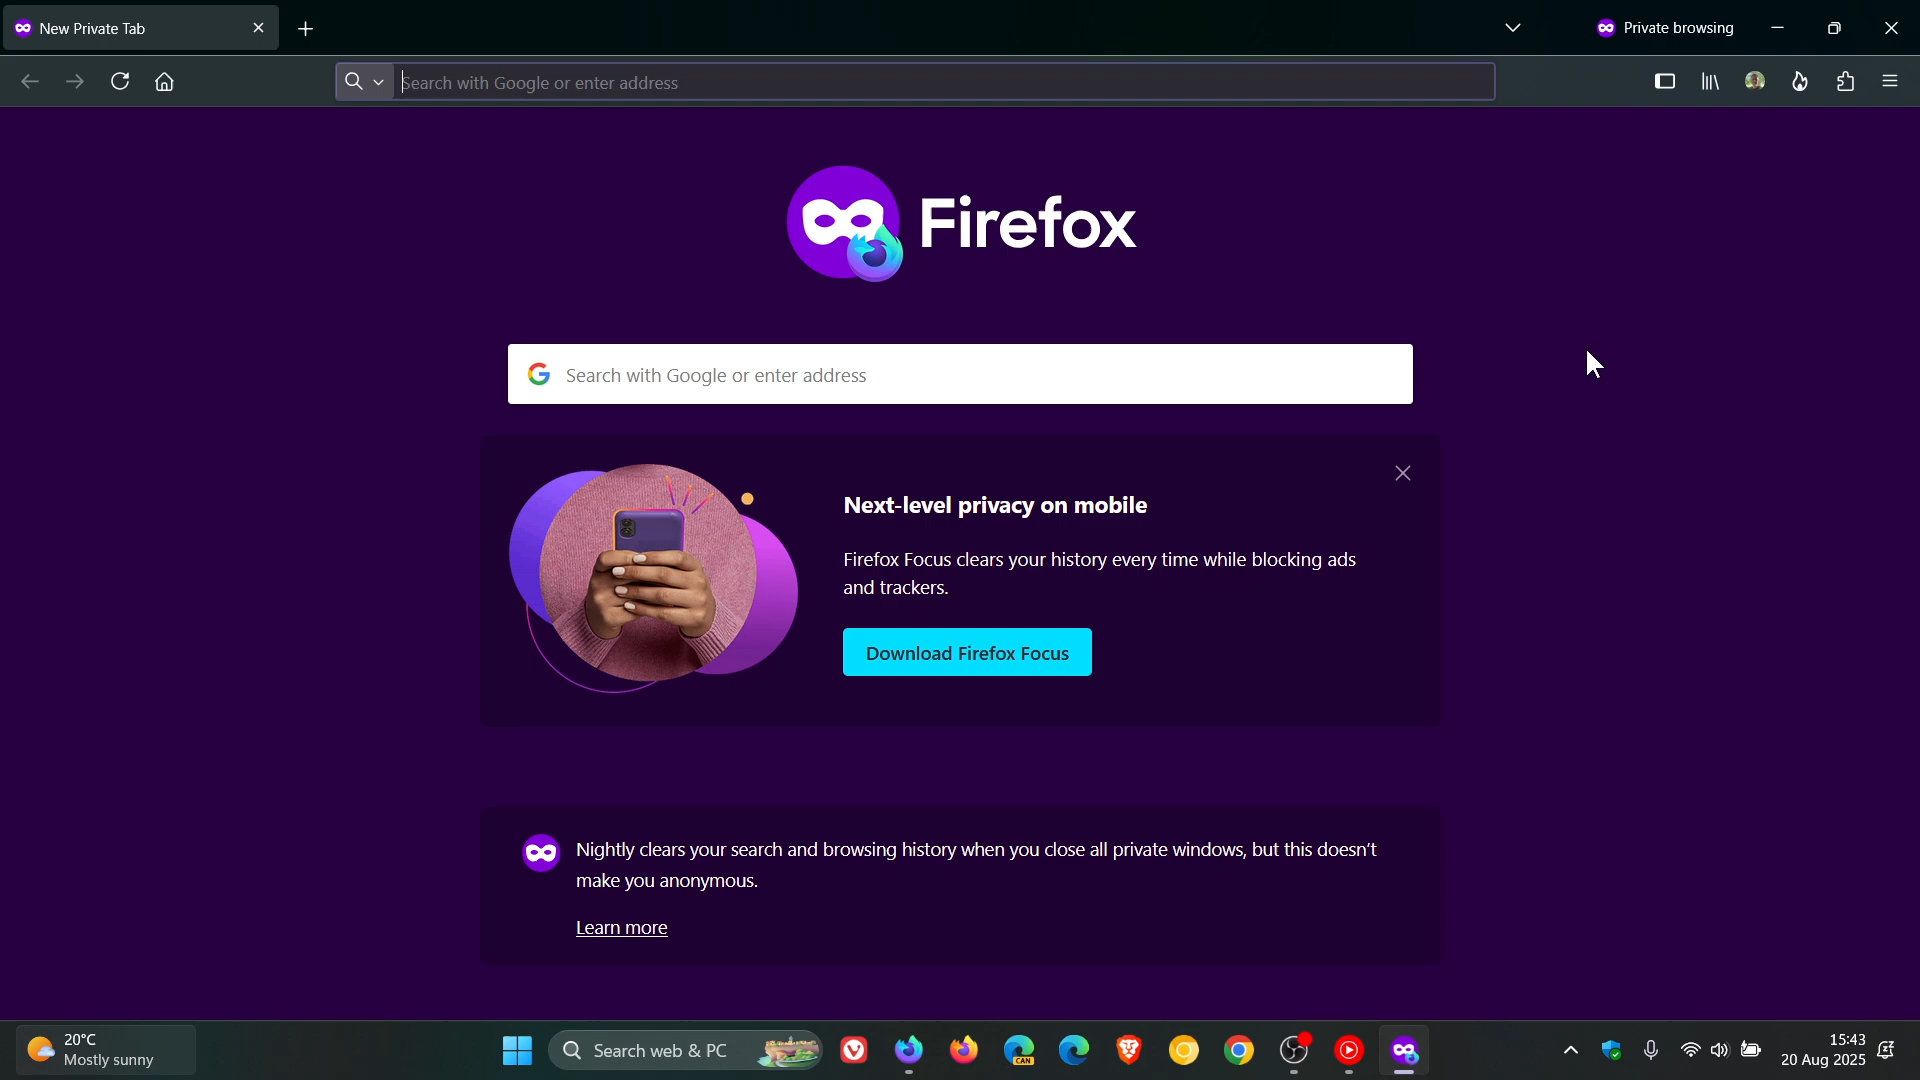 New Private Tab
Private browsing
Search with Google or enter address
Firefox
Search with Google or enter address
Next-level privacy on mobile
Firefox Focus clears your history every time while blocking ads
and trackers.
Download Firefox Focus
Nightly clears your search and browsing history when you close all private windows, but this doesn't
make you anonymous.
Learn more
20°C
Mostly sunny
Search web & PC
CAN
15:43
20 Aug 2025